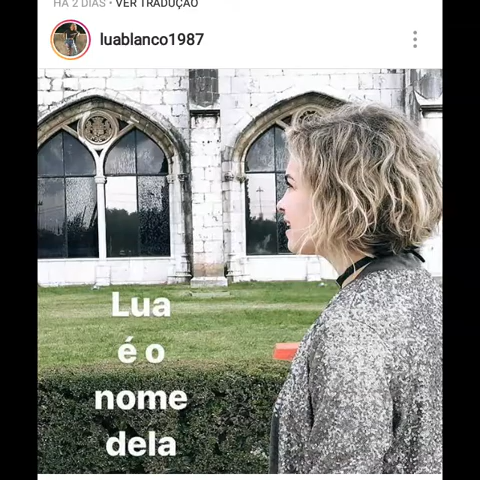 HÁ 2 DIAS • VER TRADUÇÃO
luablanco1987
Lua
é o
nome
dela